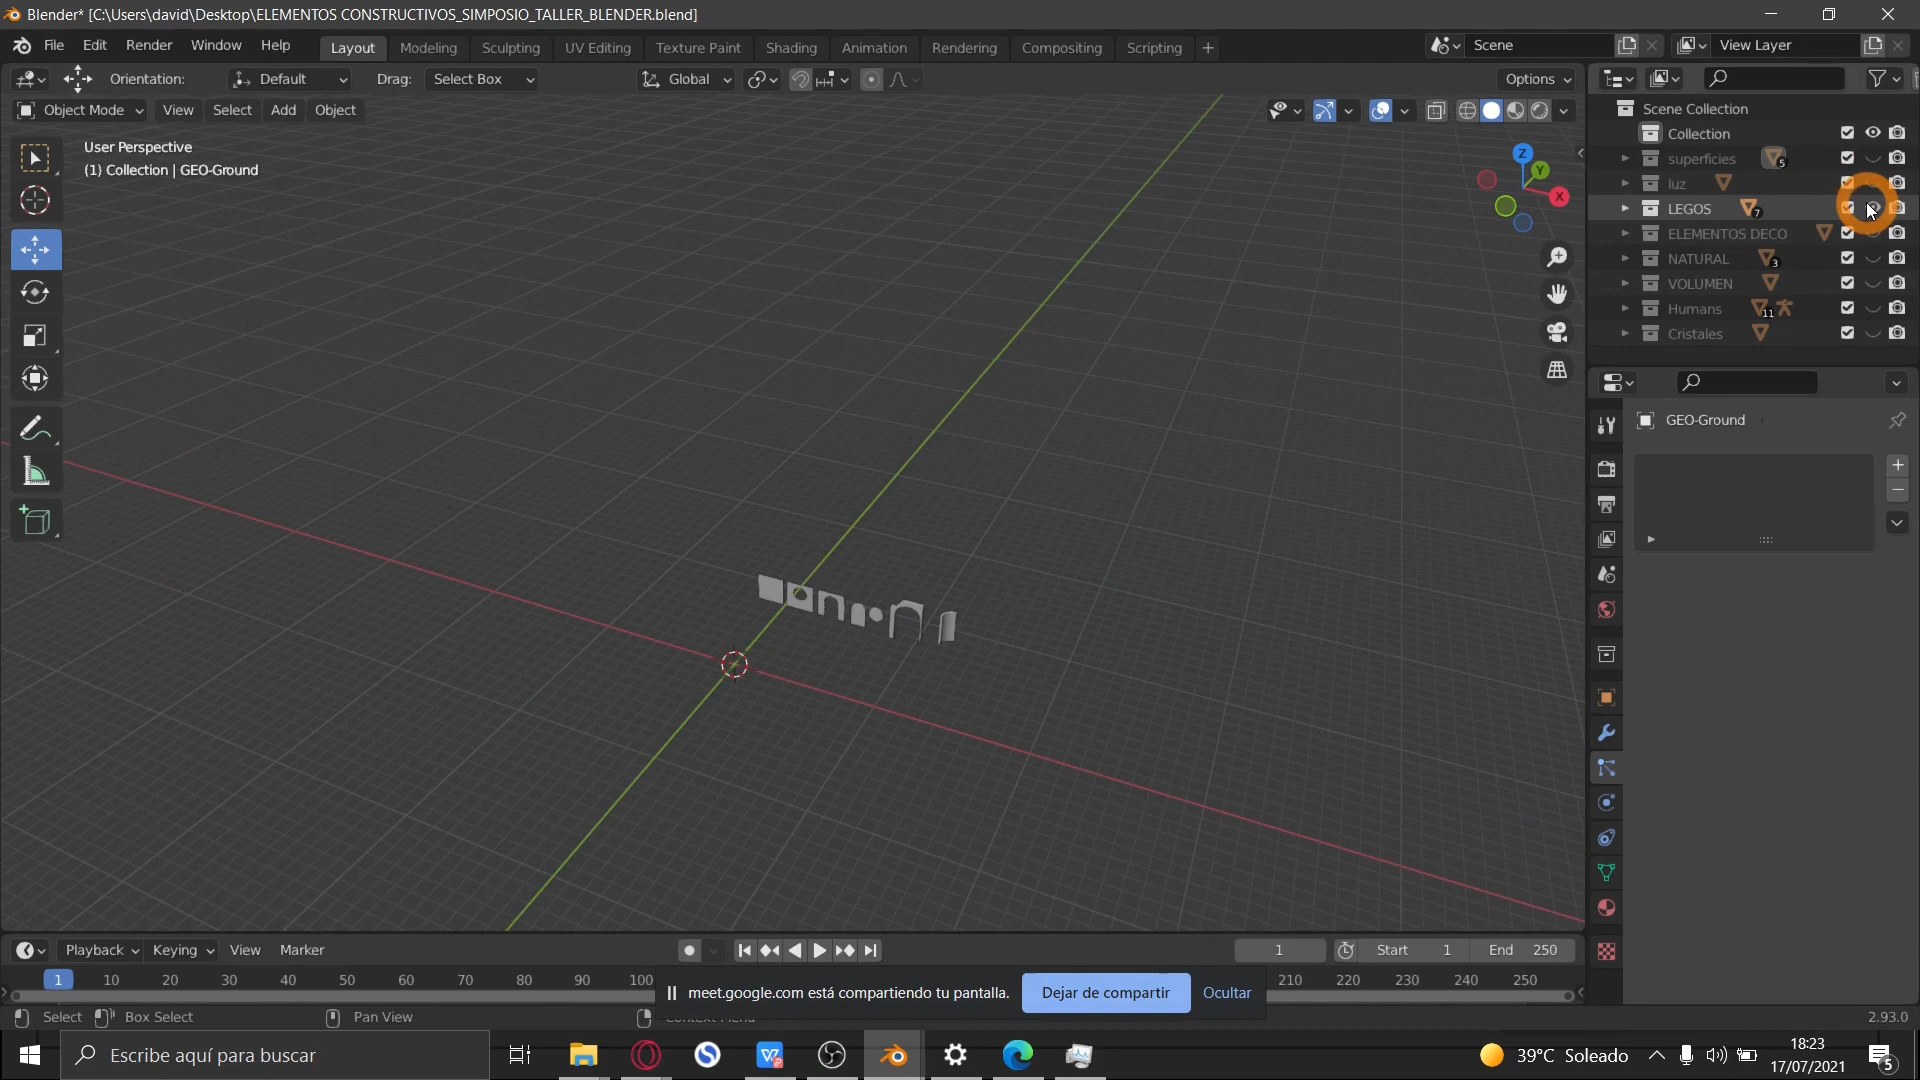 Blender* [C:\Users\david\Desktop\ELEMENTOS CONSTRUCTIVOS_SIMPOSIO_TALLER_BLENDER.blend]
File Edit Render Window Help Layout Modeling Sculpting UV Editing Texture Paint Shading Animation Rendering Compositing Scripting + Scene View Layer
Orientation: Default Drag: Select Box Global Options
Object Mode View Select Add Object
User Perspective
(1) Collection | GEO-Ground
Z
Y
X
Scene Collection
Collection
superficies 5
luz
LEGOS 7
ELEMENTOS DECO
NATURAL 3
VOLUMEN
Humans 11
Cristales
GEO-Ground
Playback Keying View Marker 1 Start 1 End 250
1 10 20 30 40 50 60 70 80 90 100 210 220 230 240 250
meet.google.com está compartiendo tu pantalla. Dejar de compartir Ocultar
Select Box Select Pan View 2.93.0
Escribe aquí para buscar
39°C Soleado
18:23
17/07/2021
5